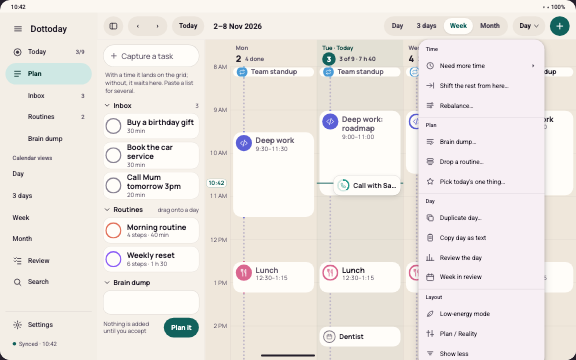 10:42
100%
Dottoday
Today 3/9
Plan
Inbox 3
Routines 2
Brain dump
Calendar views
Day
3 days
Week
Month
Review
Search
Settings
Synced · 10:42
Today
2–8 Nov 2026
Day
3 days
Week
Month
Day
Capture a task
With a time it lands on the grid;
without, it waits here. Paste a list
for several.
Inbox 3
Buy a birthday gift
30 min
Book the car
service
30 min
Call Mum
tomorrow 3pm
20 min
Routines drag onto a day
Morning routine
4 steps · 40 min
Weekly reset
6 steps · 1 h 30
Brain dump
Nothing is added
until you accept
Plan it
Mon
2 4 done
Tue · Today
3 3 of 9 · 7 h 40
4
8 AM
9 AM
10 AM
10:42
11 AM
12 PM
1 PM
2 PM
Team standup
Deep work
9:30–11:30
Lunch
12:30–1:15
Team standup
Deep work:
roadmap
9:00–11:00
Call with Sa...
Lunch
12:30–1:15
Dentist
Time
Need more time
Shift the rest from here...
Rebalance...
Plan
Brain dump...
Drop a routine...
Pick today's one thing...
Day
Duplicate day...
Copy day as text
Review the day
Week in review
Layout
Low-energy mode
Plan / Reality
Show less